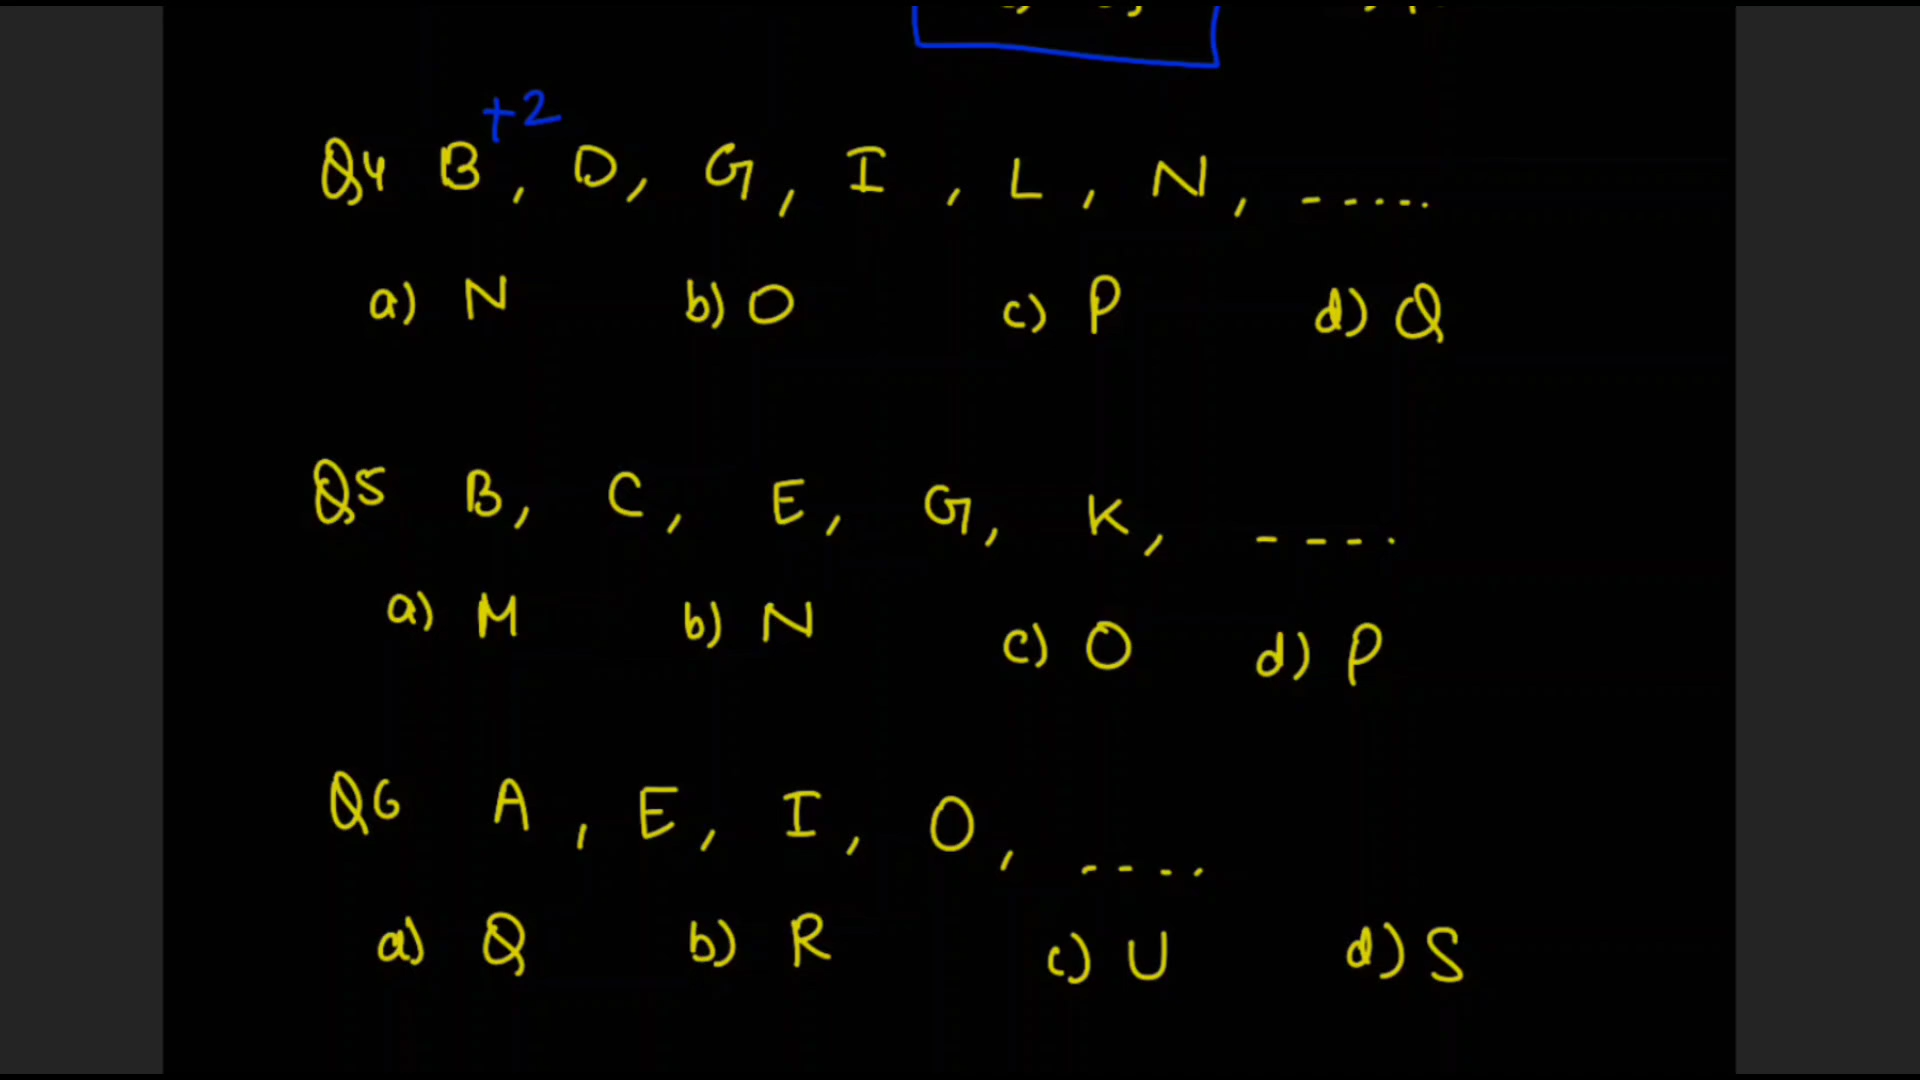 +2
Q4 B, D, G, I, L, N, -----
a) N b) O c) P d) Q
Q5 B, C, E, G, K, ----
a) M b) N c) O d) P
Q6 A, E, I, O, ----
a) Q b) R c) U d) S